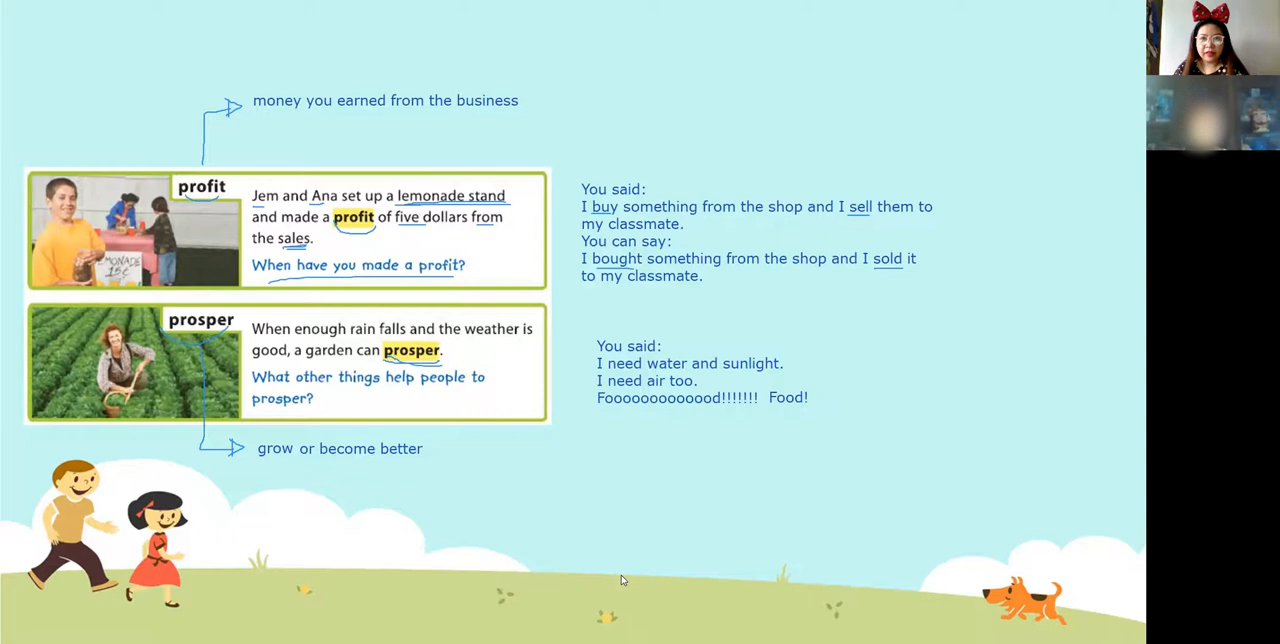 money you earned from the business
profit
Jem and Ana set up a lemonade stand
and made a profit of five dollars from
the sales.
When have you made a profit?
LEMONADE
15¢
prosper
When enough rain falls and the weather is
good, a garden can prosper.
What other things help people to
prosper?
grow or become better
You said:
I buy something from the shop and I sell them to
my classmate.
You can say:
I bought something from the shop and I sold it
to my classmate.
You said:
I need water and sunlight.
I need air too.
Fooooooooooood!!!!!!! Food!